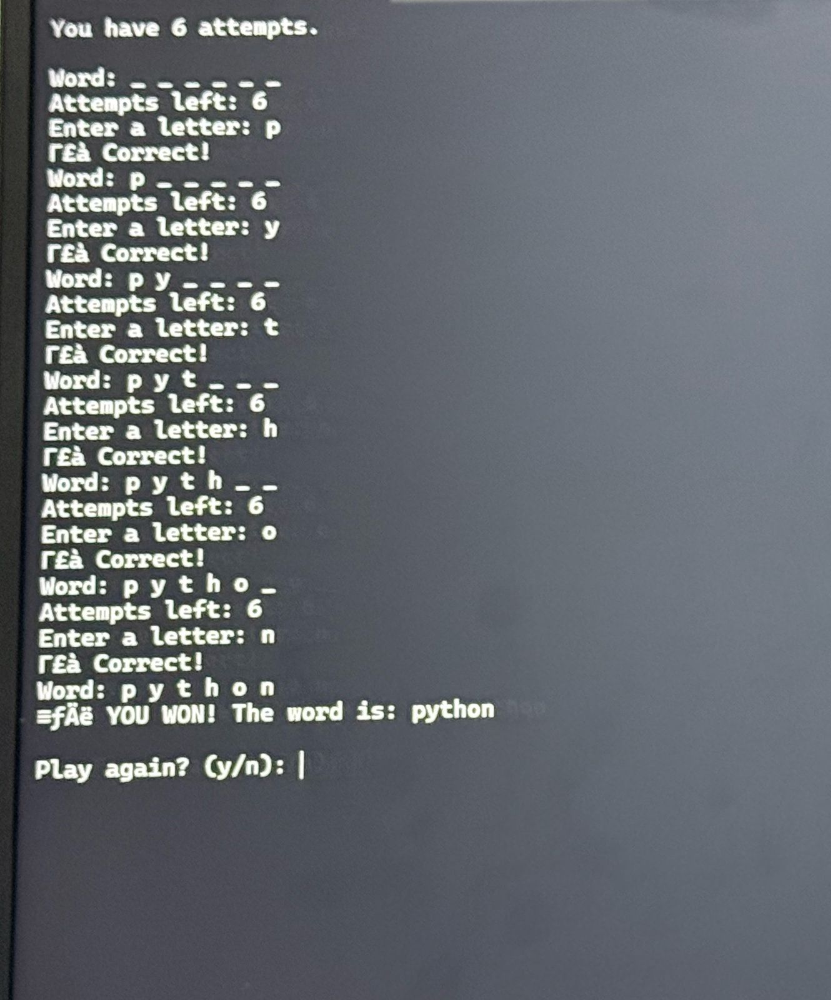 You have 6 attempts.
Word: _ _ _ _ _ _
Attempts left: 6
Enter a letter: p
Γ£à Correct!
Word: p _ _ _ _ _
Attempts left: 6
Enter a letter: y
Γ£à Correct!
Word: p y _ _ _ _
Attempts left: 6
Enter a letter: t
Γ£à Correct!
Word: p y t _ _ _
Attempts left: 6
Enter a letter: h
Γ£à Correct!
Word: p y t h _ _
Attempts left: 6
Enter a letter: o
Γ£à Correct!
Word: p y t h o _
Attempts left: 6
Enter a letter: n
Γ£à Correct!
Word: p y t h o n
≡ƒÄë YOU WON! The word is: python
Play again? (y/n):